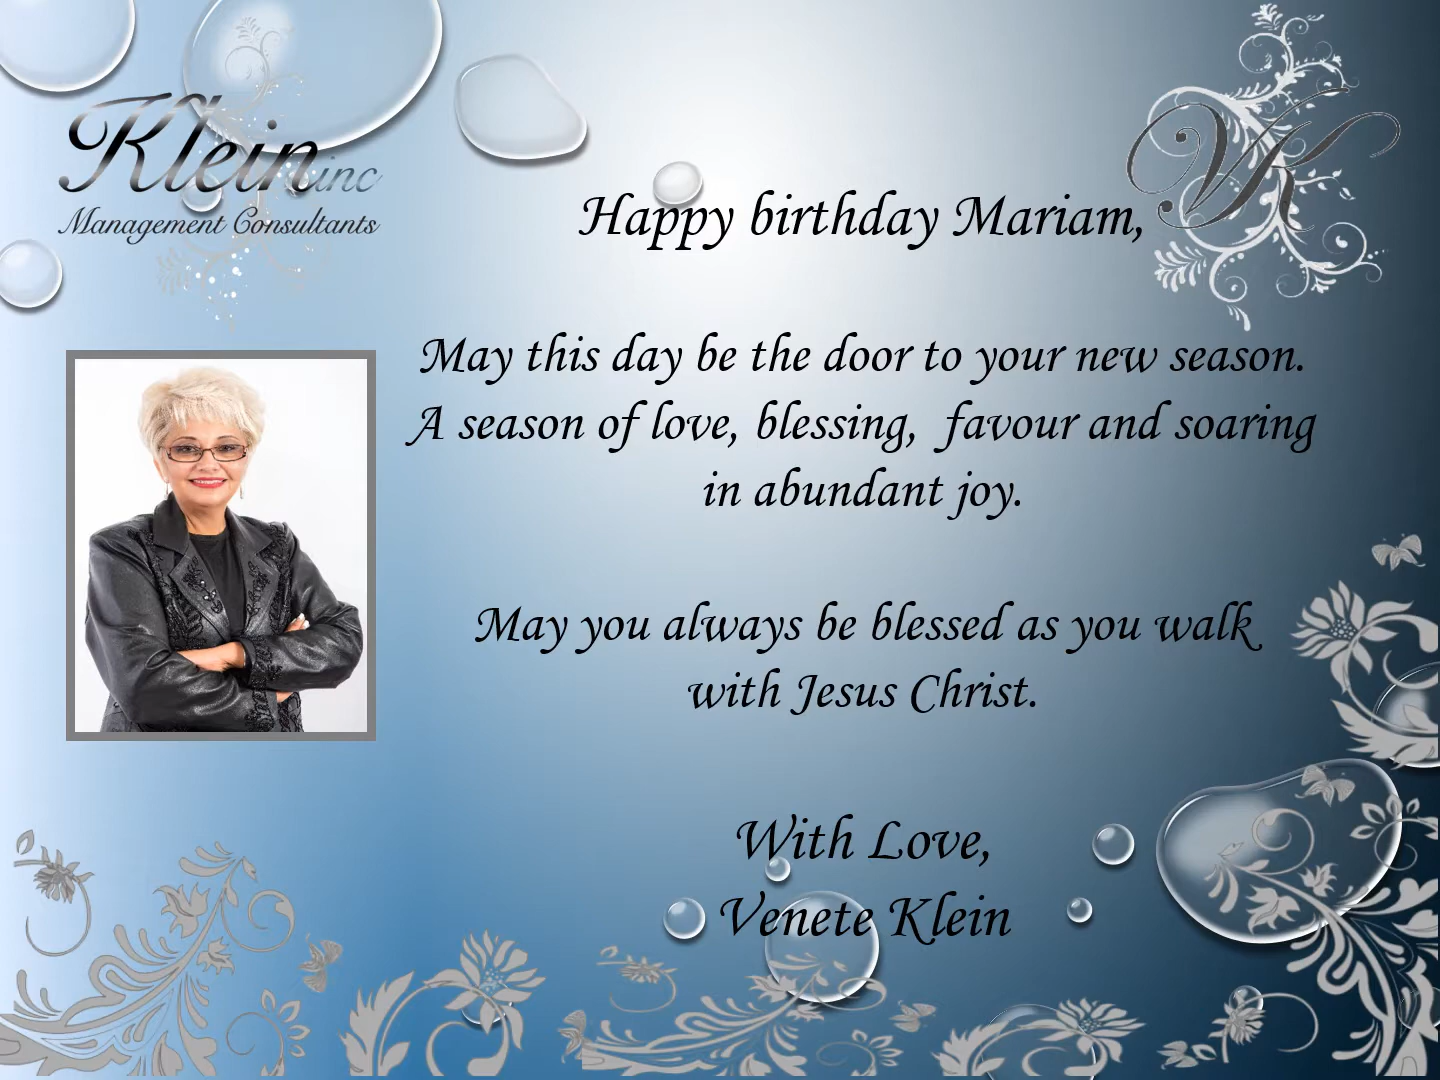 Klein inc
Management Consultants
VK
Happy birthday Mariam,
May this day be the door to your new season.
A season of love, blessing, favour and soaring
in abundant joy.
May you always be blessed as you walk
with Jesus Christ.
With Love,
Venete Klein